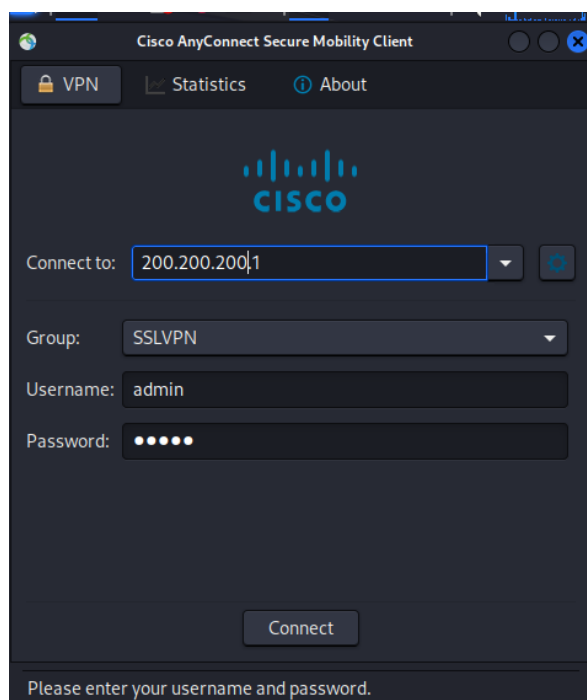 Cisco AnyConnect Secure Mobility Client
VPN Statistics About
CISCO
Connect to: 200.200.200.1
Group: SSLVPN
Username: admin
Password: •••••
Connect
Please enter your username and password.